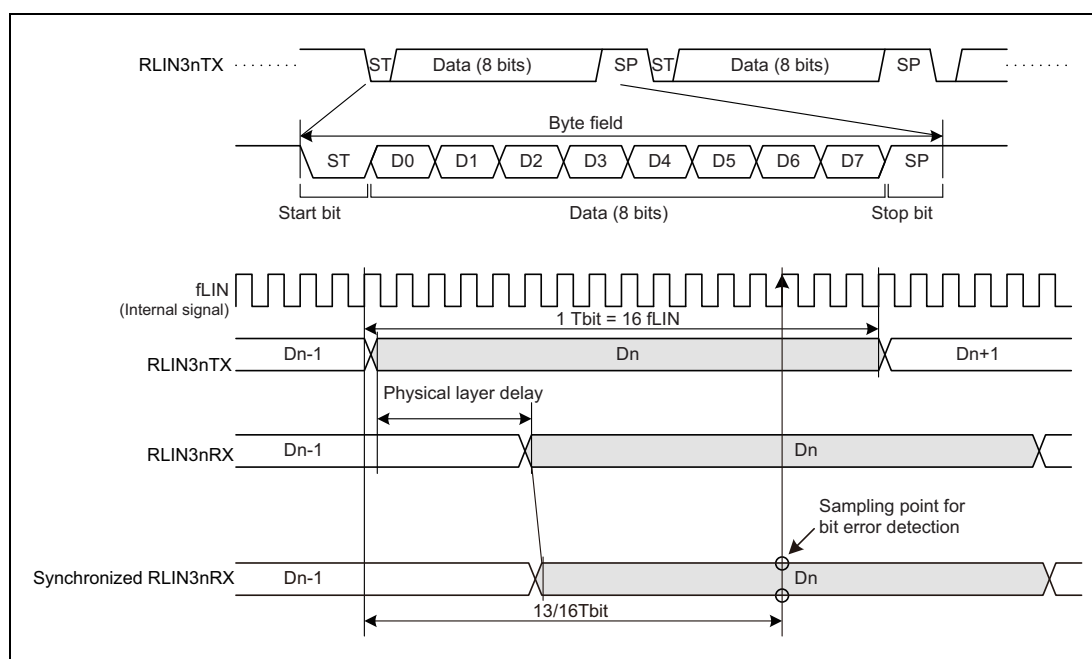 RLIN3nTX ........ ST Data (8 bits) SP ST Data (8 bits) SP ........
Byte field
ST D0 D1 D2 D3 D4 D5 D6 D7 SP
Start bit Data (8 bits) Stop bit
fLIN
(Internal signal)
1 Tbit = 16 fLIN
RLIN3nTX Dn-1 Dn Dn+1
Physical layer delay
RLIN3nRX Dn-1 Dn
Sampling point for
bit error detection
Synchronized RLIN3nRX Dn-1 Dn
13/16Tbit